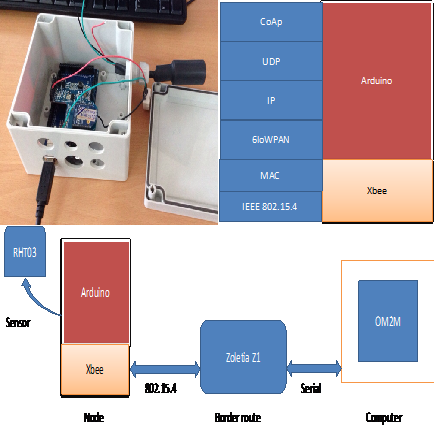 CoAp
UDP
IP
6loWPAN
MAC
IEEE 802.15.4
Arduino
Xbee
RHT03
Sensor
Arduino
Xbee
Node
802.15.4
Zoletia Z1
Border route
Serial
OM2M
Computer